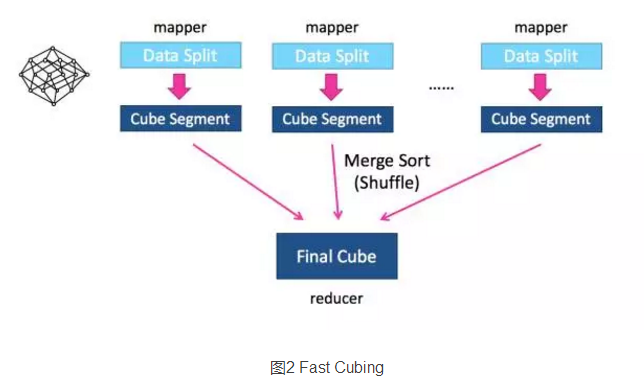 mapper mapper mapper
Data Split Data Split Data Split
......
Cube Segment Cube Segment Cube Segment
Merge Sort
(Shuffle)
Final Cube
reducer
图2 Fast Cubing